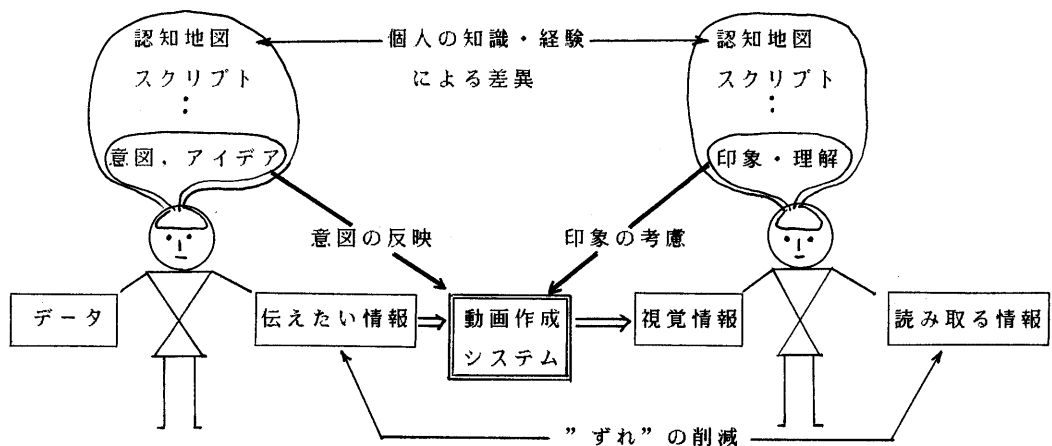 認知地図
スクリプト
⋮
意図，アイデア
個人の知識・経験
による差異
認知地図
スクリプト
⋮
印象・理解
意図の反映
印象の考慮
データ
伝えたい情報
動画作成
システム
視覚情報
読み取る情報
”ずれ”の削減